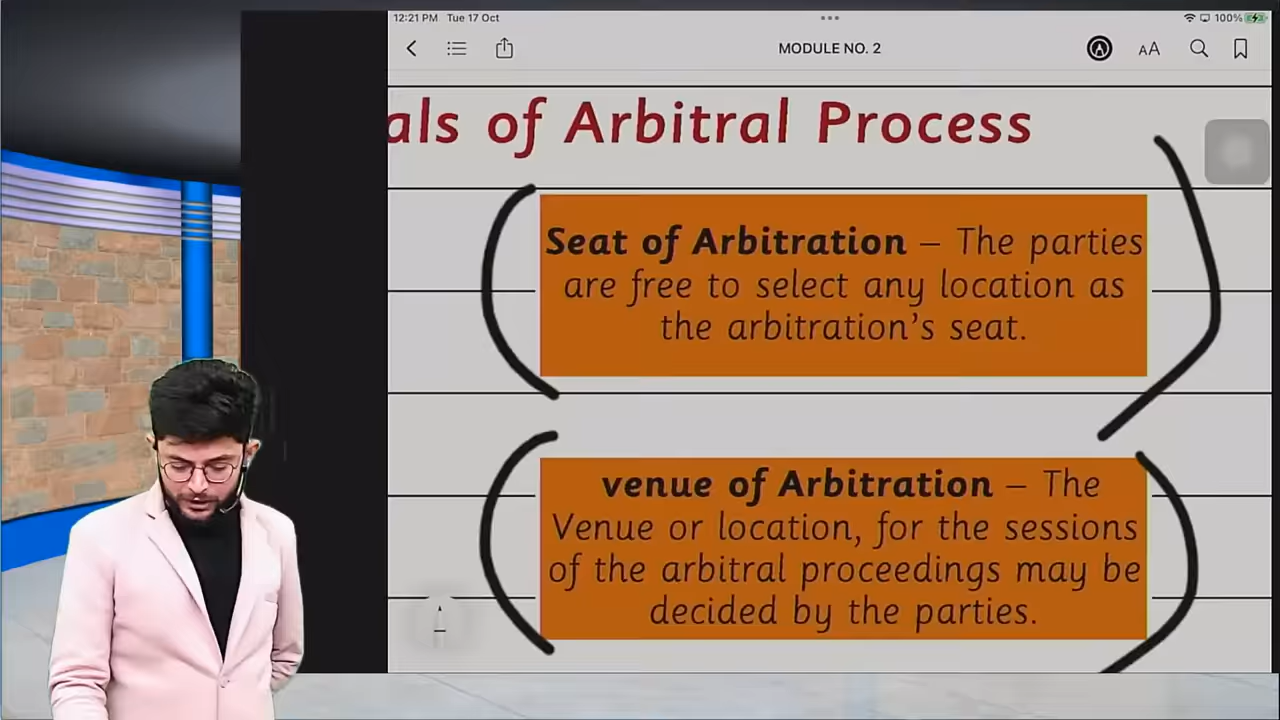 12:21 PM Tue 17 Oct
100%
MODULE NO. 2
AA
als of Arbitral Process
Seat of Arbitration – The parties
are free to select any location as
the arbitration’s seat.
venue of Arbitration – The
Venue or location, for the sessions
of the arbitral proceedings may be
decided by the parties.